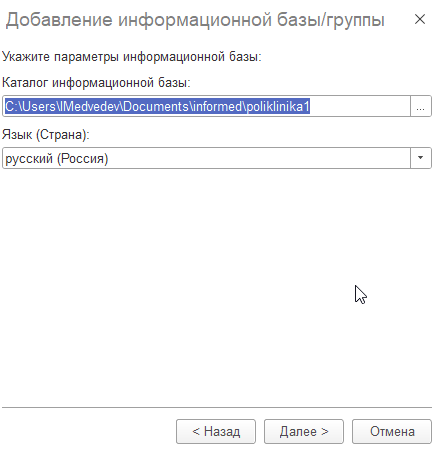 Добавление информационной базы/группы
Укажите параметры информационной базы:
Каталог информационной базы:
C:\Users\IMedvedev\Documents\informed\poliklinika1
...
Язык (Страна):
русский (Россия)
< Назад
Далее >
Отмена